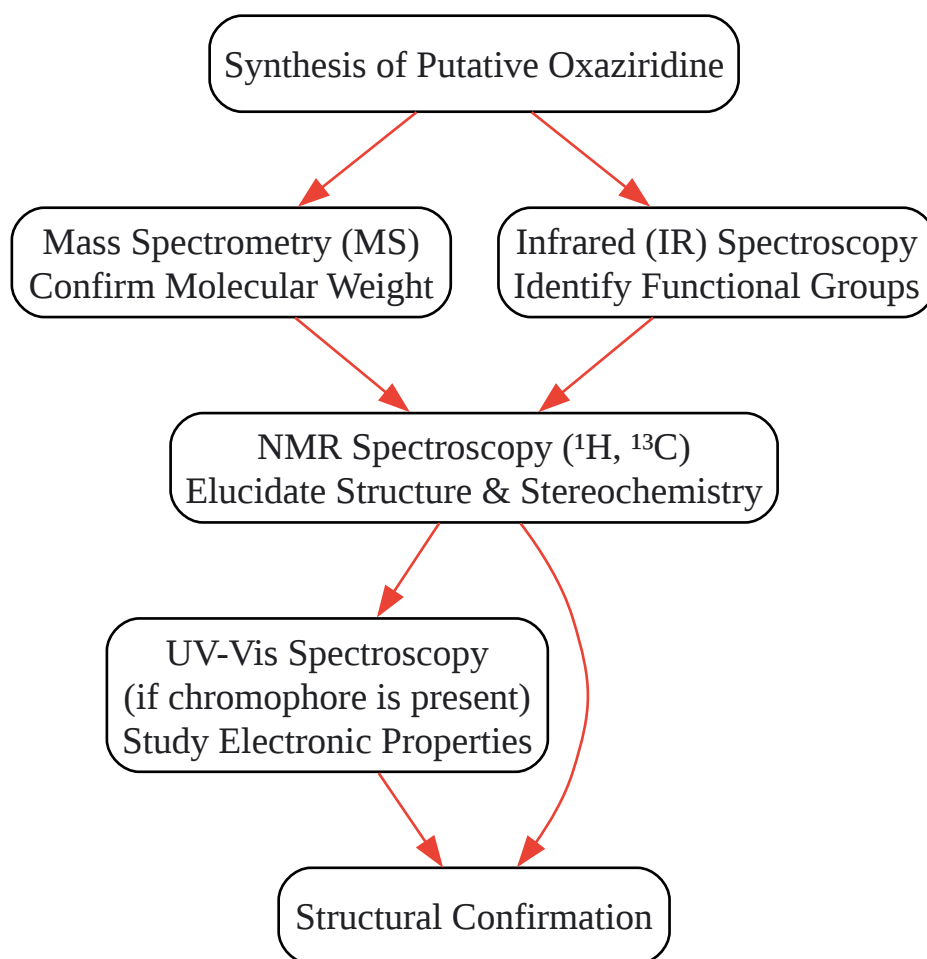 Synthesis of Putative Oxaziridine
Mass Spectrometry (MS)
Confirm Molecular Weight
Infrared (IR) Spectroscopy
Identify Functional Groups
NMR Spectroscopy (¹H, ¹³C)
Elucidate Structure & Stereochemistry
UV-Vis Spectroscopy
(if chromophore is present)
Study Electronic Properties
Structural Confirmation